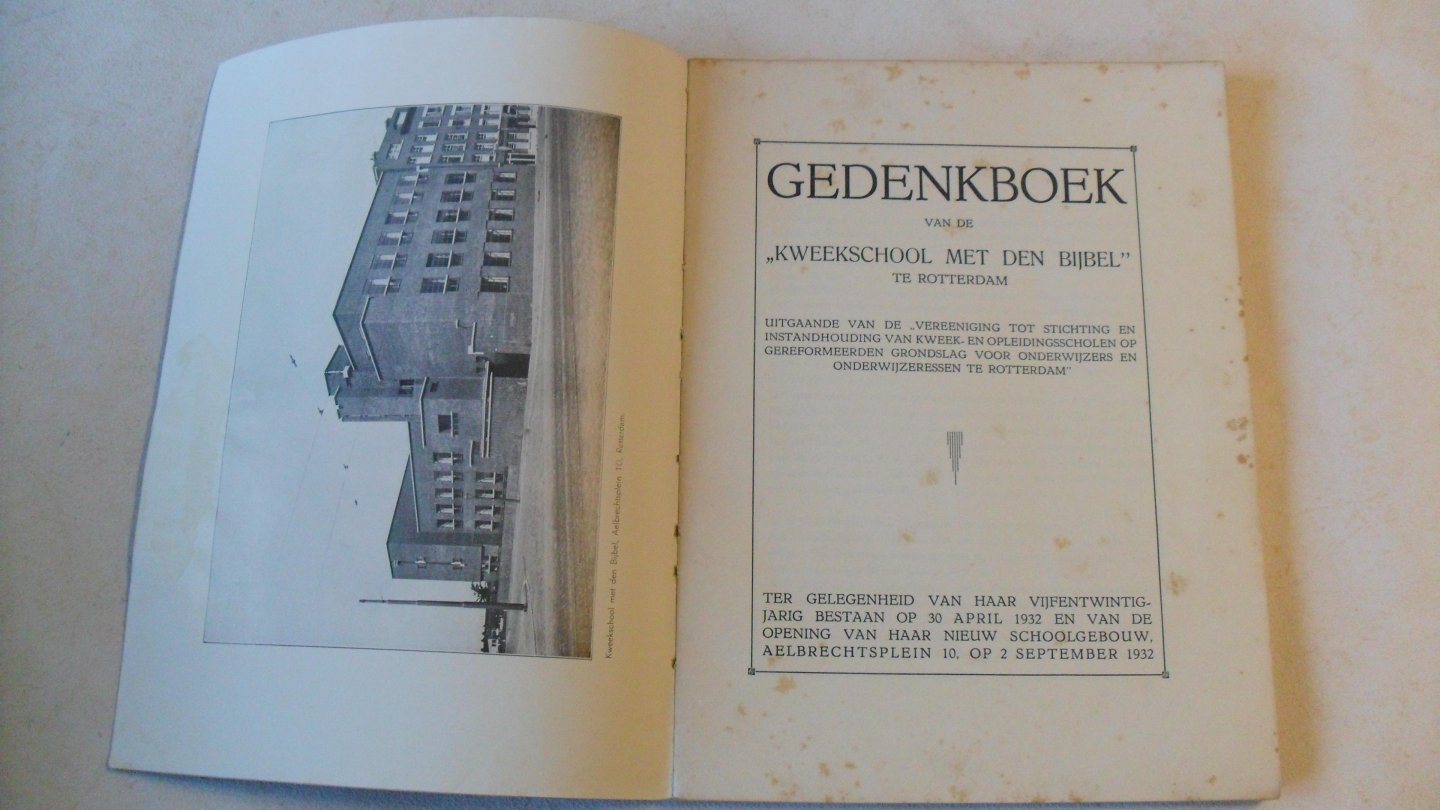 Kweekschool met den Bijbel, Aelbrechtsplein 10, Rotterdam.
GEDENKBOEK
VAN DE
„KWEEKSCHOOL MET DEN BIJBEL”
TE ROTTERDAM
UITGAANDE VAN DE „VEREENIGING TOT STICHTING EN
INSTANDHOUDING VAN KWEEK- EN OPLEIDINGSSCHOLEN OP
GEREFORMEERDEN GRONDSLAG VOOR ONDERWIJZERS EN
ONDERWIJZERESSEN TE ROTTERDAM”
TER GELEGENHEID VAN HAAR VIJFENTWINTIG-
JARIG BESTAAN OP 30 APRIL 1932 EN VAN DE
OPENING VAN HAAR NIEUW SCHOOLGEBOUW,
AELBRECHTSPLEIN 10, OP 2 SEPTEMBER 1932